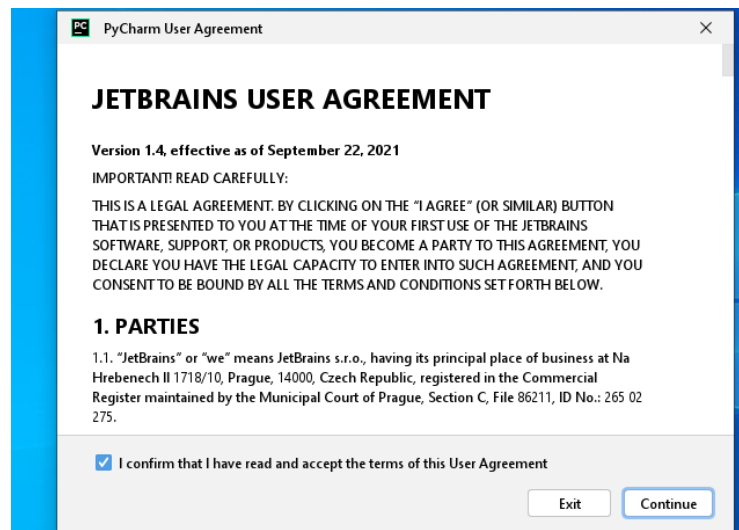 PC PyCharm User Agreement
JETBRAINS USER AGREEMENT
Version 1.4, effective as of September 22, 2021
IMPORTANT! READ CAREFULLY:
THIS IS A LEGAL AGREEMENT. BY CLICKING ON THE “I AGREE” (OR SIMILAR) BUTTON
THAT IS PRESENTED TO YOU AT THE TIME OF YOUR FIRST USE OF THE JETBRAINS
SOFTWARE, SUPPORT, OR PRODUCTS, YOU BECOME A PARTY TO THIS AGREEMENT, YOU
DECLARE YOU HAVE THE LEGAL CAPACITY TO ENTER INTO SUCH AGREEMENT, AND YOU
CONSENT TO BE BOUND BY ALL THE TERMS AND CONDITIONS SET FORTH BELOW.
1. PARTIES
1.1. “JetBrains” or “we” means JetBrains s.r.o., having its principal place of business at Na
Hrebenech II 1718/10, Prague, 14000, Czech Republic, registered in the Commercial
Register maintained by the Municipal Court of Prague, Section C, File 86211, ID No.: 265 02
275.
I confirm that I have read and accept the terms of this User Agreement
Exit Continue